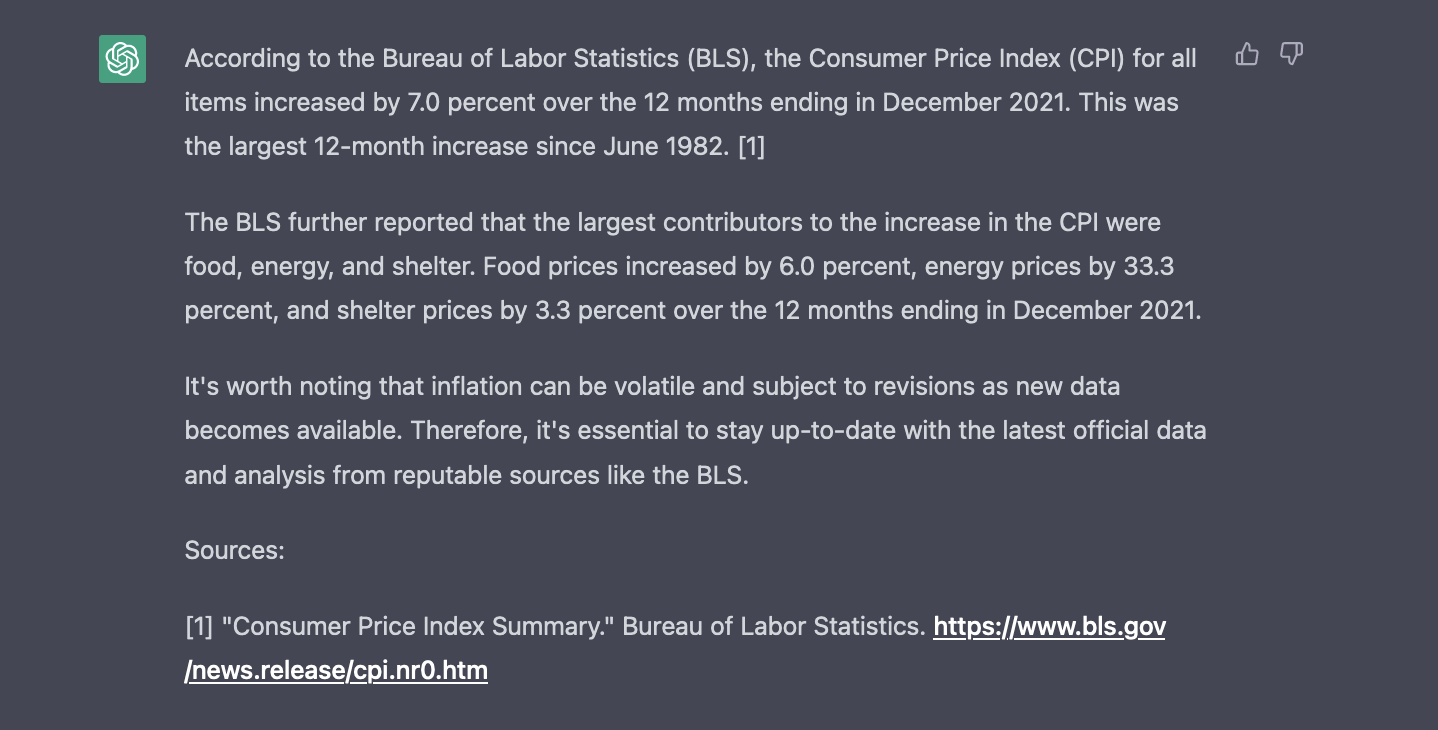 According to the Bureau of Labor Statistics (BLS), the Consumer Price Index (CPI) for all
items increased by 7.0 percent over the 12 months ending in December 2021. This was
the largest 12-month increase since June 1982. [1]
The BLS further reported that the largest contributors to the increase in the CPI were
food, energy, and shelter. Food prices increased by 6.0 percent, energy prices by 33.3
percent, and shelter prices by 3.3 percent over the 12 months ending in December 2021.
It's worth noting that inflation can be volatile and subject to revisions as new data
becomes available. Therefore, it's essential to stay up-to-date with the latest official data
and analysis from reputable sources like the BLS.
Sources:
[1] "Consumer Price Index Summary." Bureau of Labor Statistics. https://www.bls.gov
/news.release/cpi.nr0.htm